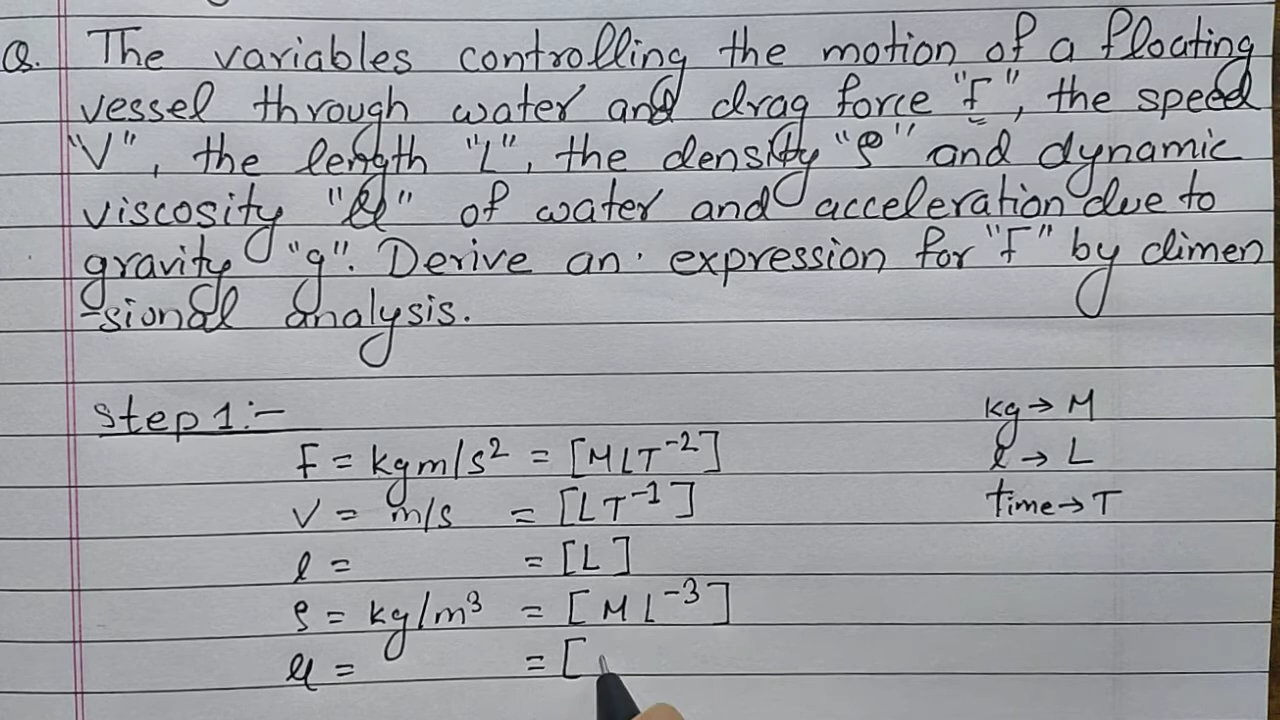 Q. The variables controlling the motion of a floating
vessel through water and drag force "F", the speed
"V", the length "L", the density "ρ" and dynamic
viscosity "μ" of water and acceleration due to
gravity "g". Derive an expression for "F" by dimen
-sional analysis.
Step 1:-
kg → M
F = kgm/s² = [MLT⁻²]
l → L
V = m/s = [LT⁻¹]
time → T
l = = [L]
ρ = kg/m³ = [ML⁻³]
μ = = [